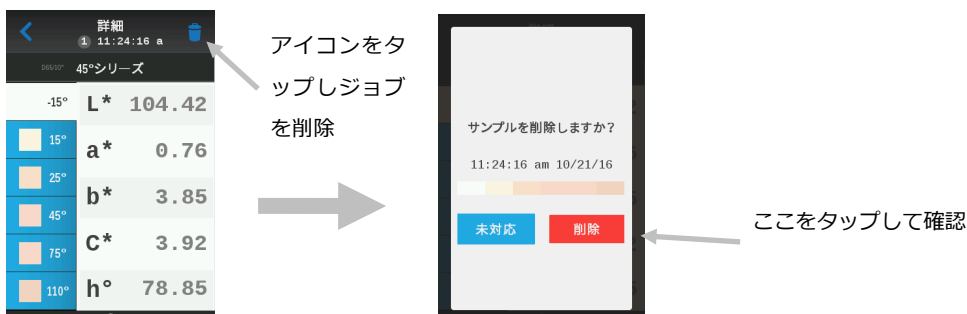 詳細
1 11:24:16 a
D65/10° 45°シリーズ
-15° L* 104.42
15° a* 0.76
25° b* 3.85
45° C* 3.92
75°
110° h° 78.85
アイコンをタ
ップしジョブ
を削除
サンプルを削除しますか?
11:24:16 am 10/21/16
未対応 削除
ここをタップして確認